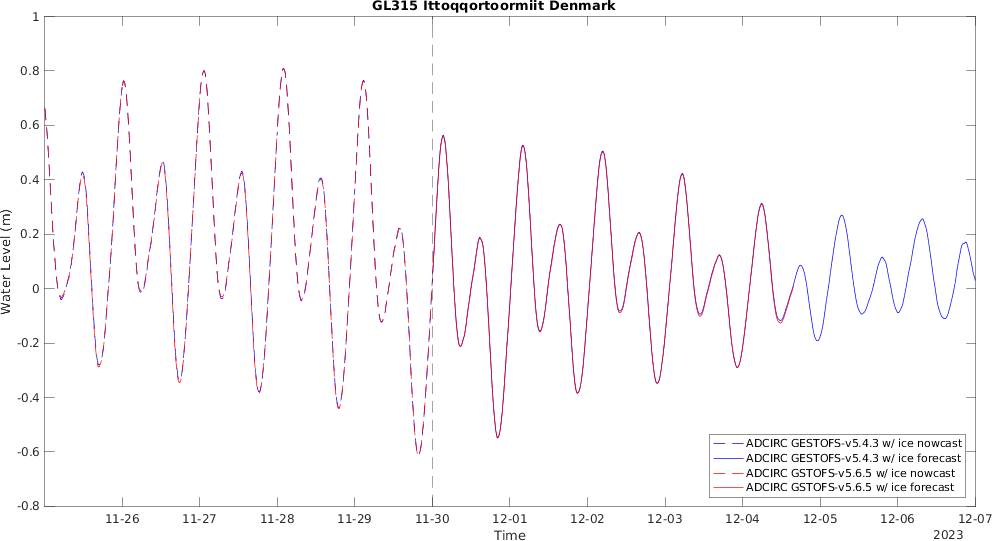 GL315 Ittoqqortoormiit Denmark
1
0.8
0.6
0.4
0.2
0
-0.2
-0.4
-0.6
-0.8
Water Level (m)
11-26 11-27 11-28 11-29 11-30 12-01 12-02 12-03 12-04 12-05 12-06 12-07
Time
2023
ADCIRC GESTOFS-v5.4.3 w/ ice nowcast
ADCIRC GESTOFS-v5.4.3 w/ ice forecast
ADCIRC GSTOFS-v5.6.5 w/ ice nowcast
ADCIRC GSTOFS-v5.6.5 w/ ice forecast